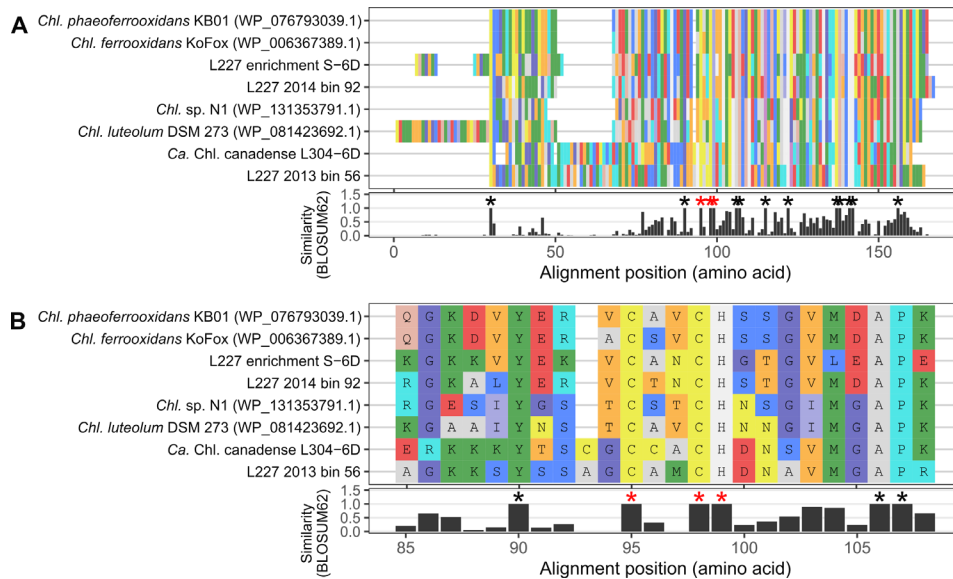 A
Chl. phaeoferrooxidans KB01 (WP_076793039.1)
Chl. ferrooxidans KoFox (WP_006367389.1)
L227 enrichment S−6D
L227 2014 bin 92
Chl. sp. N1 (WP_131353791.1)
Chl. luteolum DSM 273 (WP_081423692.1)
Ca. Chl. canadense L304−6D
L227 2013 bin 56
Similarity
(BLOSUM62)
1.5
1.0
0.5
0.0
* * * * * * * * * * * * * *
0 50 100 150
Alignment position (amino acid)
B
Chl. phaeoferrooxidans KB01 (WP_076793039.1) Q G K D V Y E R V C A V C H S S G V M D A P K
Chl. ferrooxidans KoFox (WP_006367389.1) Q G K D V Y E R A C S V C H S S G V M D A P K
L227 enrichment S−6D K G K K V Y E K V C A N C H G T G V L E A P E
L227 2014 bin 92 R G K A L Y E R V C T N C H S T G V M D A P K
Chl. sp. N1 (WP_131353791.1) R G E S I Y G S T C S T C H N S G I M G A P K
Chl. luteolum DSM 273 (WP_081423692.1) K G A A I Y N S T C A V C H N N G I M G A P K
Ca. Chl. canadense L304−6D E R K K K Y T S C G C C A C H D N S V M G A P K
L227 2013 bin 56 A G K K S Y S S A G C A M C H D N A V M G A P R
Similarity
(BLOSUM62)
1.5
1.0
0.5
0.0
* * * * * *
85 90 95 100 105
Alignment position (amino acid)